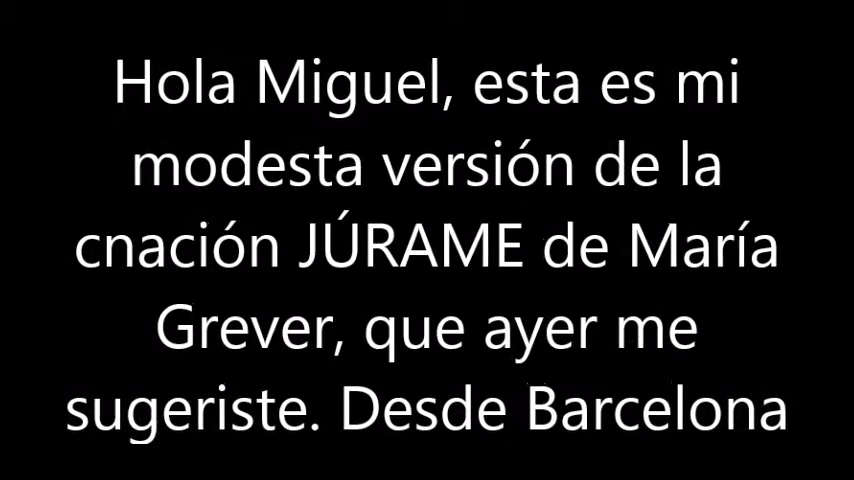 Hola Miguel, esta es mi
modesta versión de la
cnación JÚRAME de María
Grever, que ayer me
sugeriste. Desde Barcelona